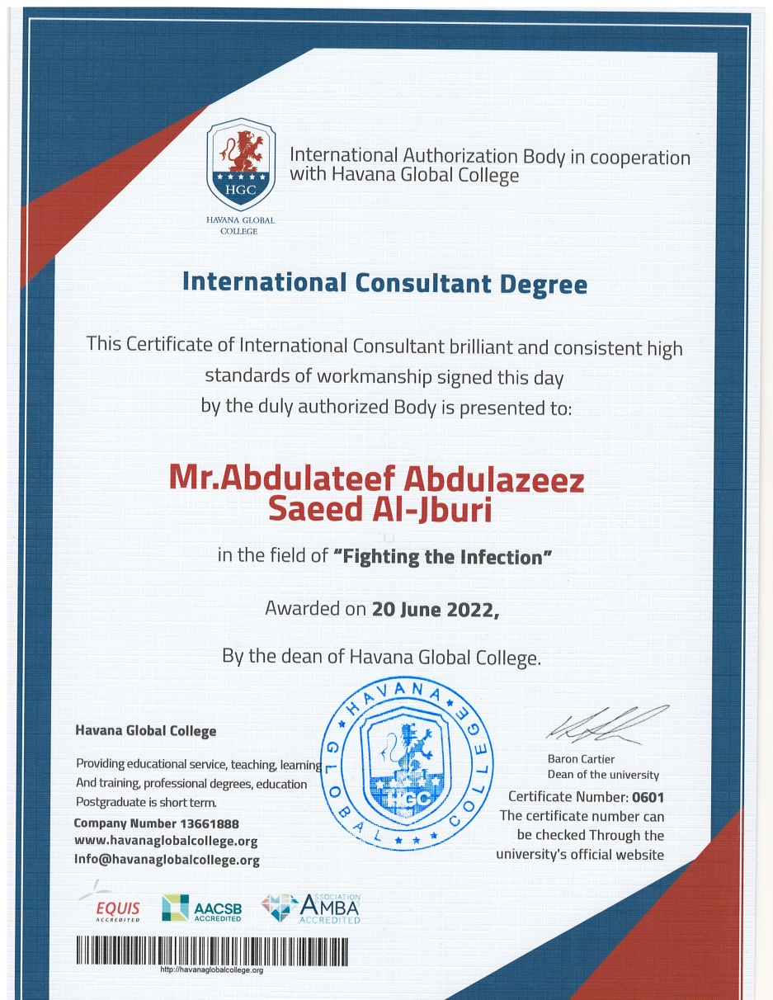 HGC
HAVANA GLOBAL
COLLEGE
International Authorization Body in cooperation
with Havana Global College
International Consultant Degree
This Certificate of International Consultant brilliant and consistent high
standards of workmanship signed this day
by the duly authorized Body is presented to:
Mr.Abdulateef Abdulazeez
Saeed Al-Jburi
in the field of “Fighting the Infection”
Awarded on 20 June 2022,
By the dean of Havana Global College.
HAVANA GLOBAL COLLEGE
HGC
Havana Global College
Providing educational service, teaching, learning
And training, professional degrees, education
Postgraduate is short term.
Company Number 13661888
www.havanaglobalcollege.org
Info@havanaglobalcollege.org
Baron Cartier
Dean of the university
Certificate Number: 0601
The certificate number can
be checked Through the
university's official website
EQUIS
ACCREDITED
AACSB
ACCREDITED
ASSOCIATION
AMBA
ACCREDITED
http://havanaglobalcollege.org